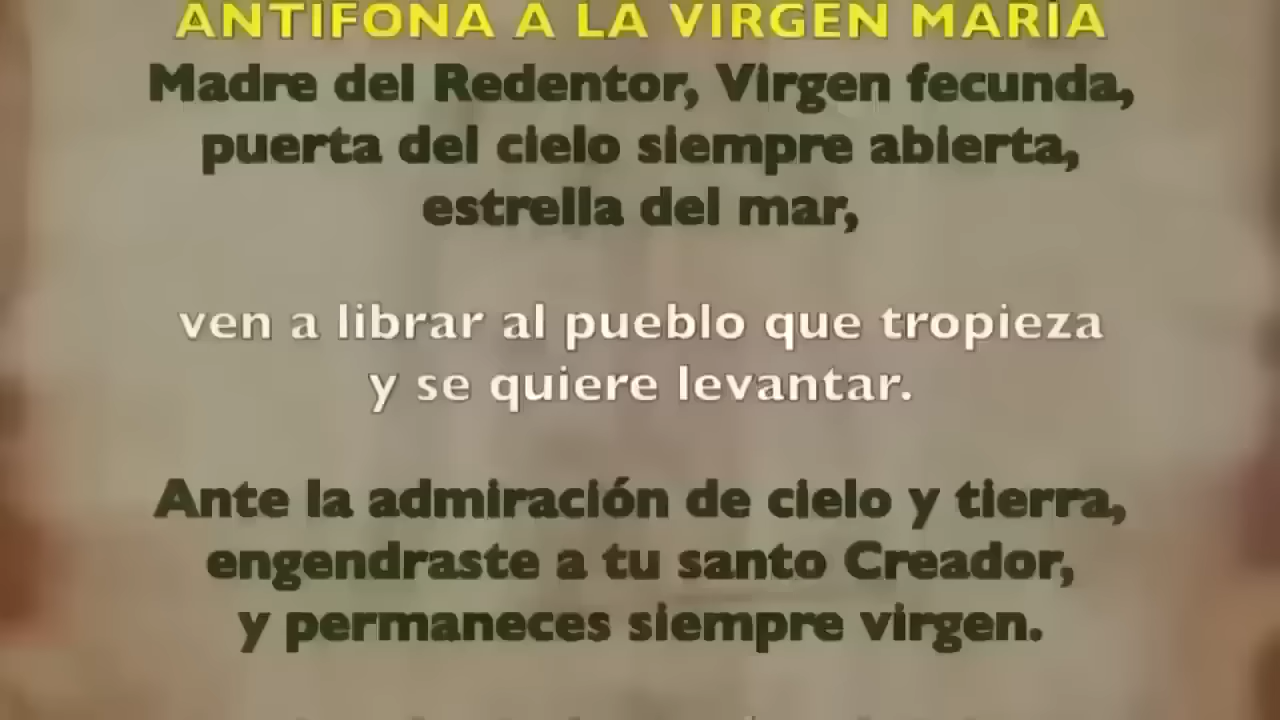 ANTIFONA A LA VIRGEN MARÍA
Madre del Redentor, Virgen fecunda,
puerta del cielo siempre abierta,
estrella del mar,
ven a librar al pueblo que tropieza
y se quiere levantar.
Ante la admiración de cielo y tierra,
engendraste a tu santo Creador,
y permaneces siempre virgen.